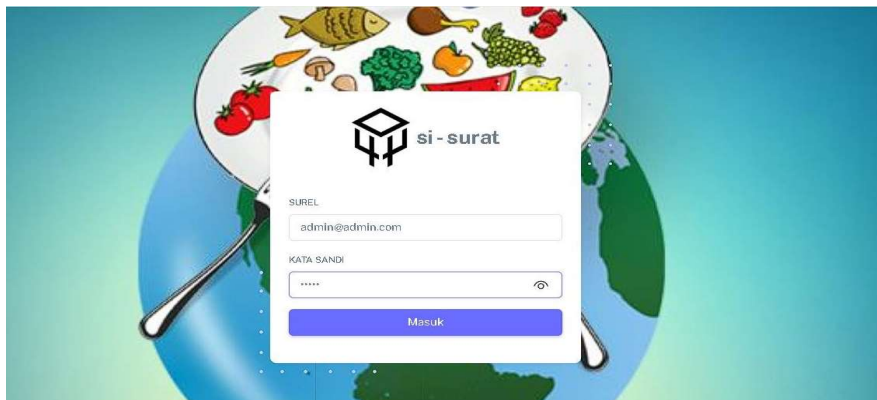 si-surat
SUREL
admin@admin.com
KATA SANDI
•••••
Masuk